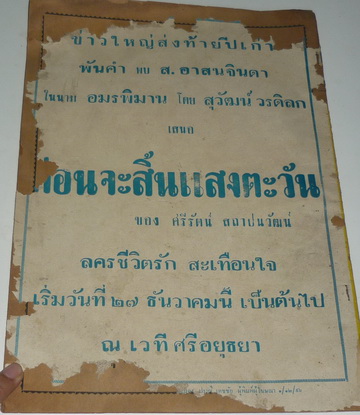 ข่าวใหญ่ส่งท้ายปีเก่า
พันคำ พบ ส.อาสนจินดา
ในนาม อมรพิมาน โดย สุวัฒน์ วรดิลก
เสนอ
ก่อนจะสิ้นแสงตะวัน
ของ ศรีรัตน์ สถาปนวัฒน์
ลครชีวิตรัก สะเทือนใจ
เริ่มวันที่ ๒๗ ธันวาคมนี้ เป็นต้นไป
ณ เวที ศรีอยุธยา